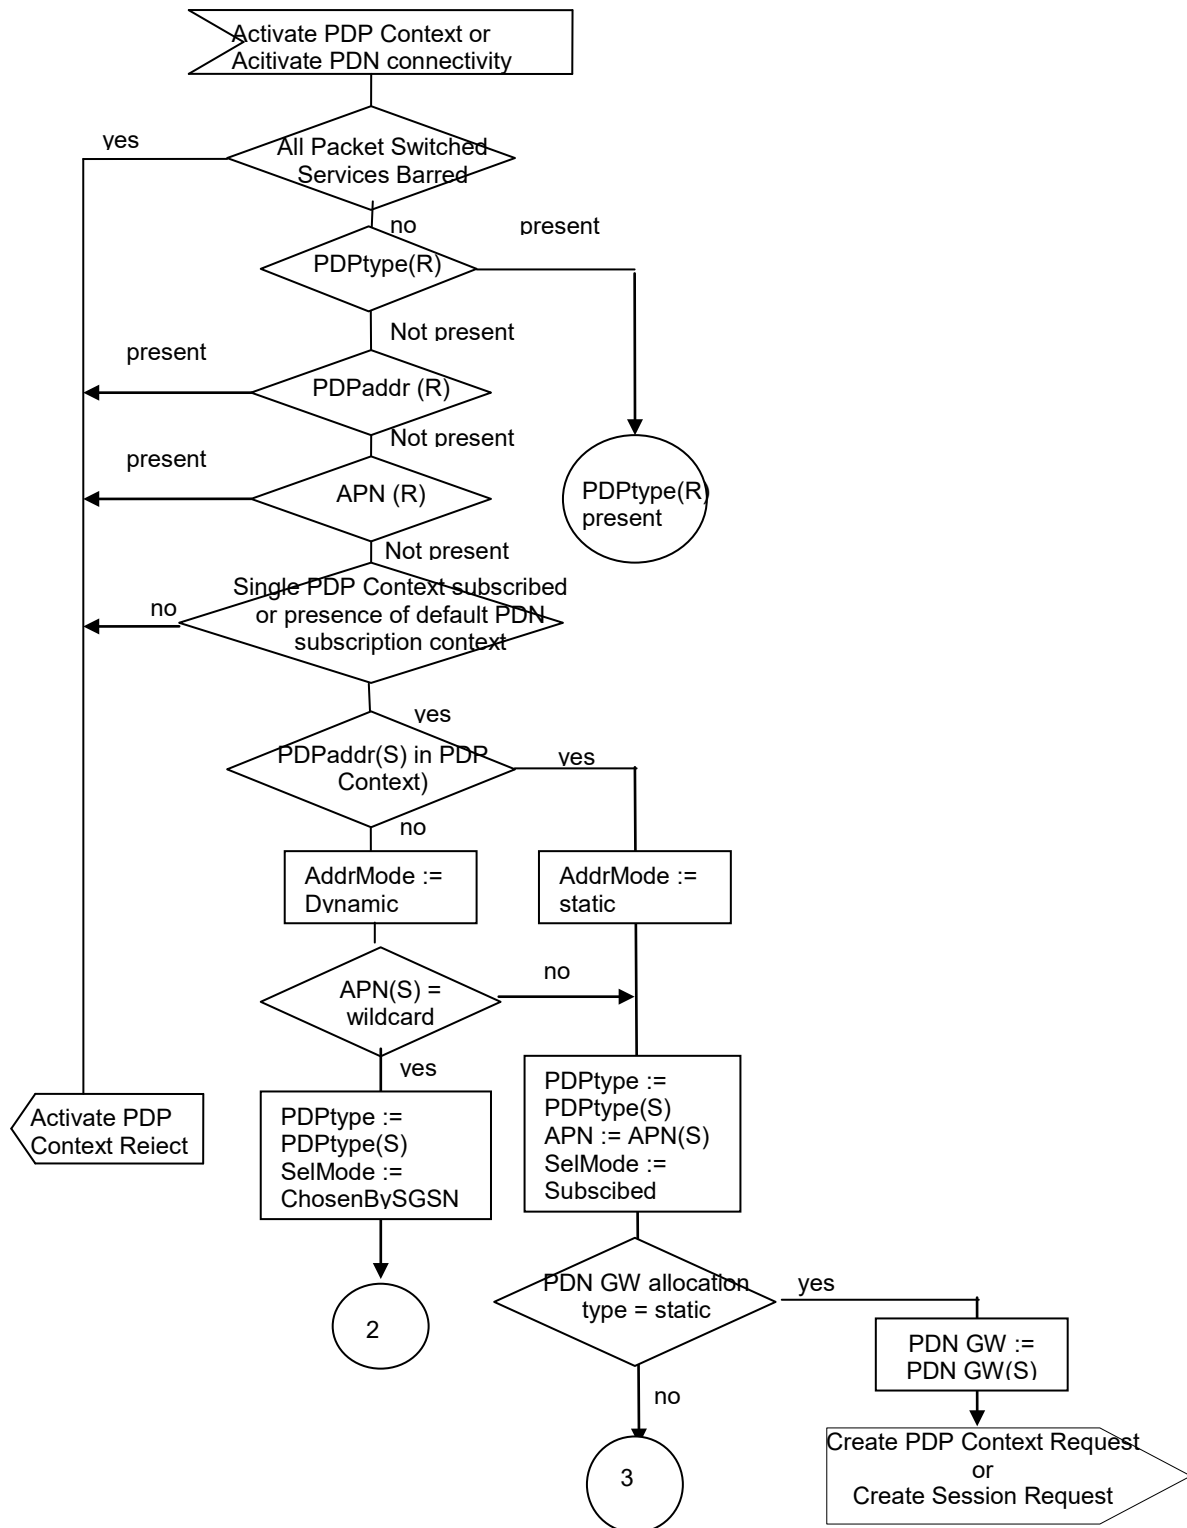 Activate PDP Context or
Acitivate PDN connectivity
yes
All Packet Switched
Services Barred
no
present
PDPtype(R)
Not present
present
PDPaddr (R)
Not present
present
APN (R)
PDPtype(R)
present
Not present
Single PDP Context subscribed
or presence of default PDN
subscription context
no
yes
PDPaddr(S) in PDP
Context)
yes
no
AddrMode :=
Dynamic
AddrMode :=
static
no
APN(S) =
wildcard
yes
Activate PDP
Context Reject
PDPtype :=
PDPtype(S)
SelMode :=
ChosenBySGSN
PDPtype :=
PDPtype(S)
APN := APN(S)
SelMode :=
Subscibed
PDN GW allocation
type = static
yes
2
PDN GW :=
PDN GW(S)
no
Create PDP Context Request
or
Create Session Request
3